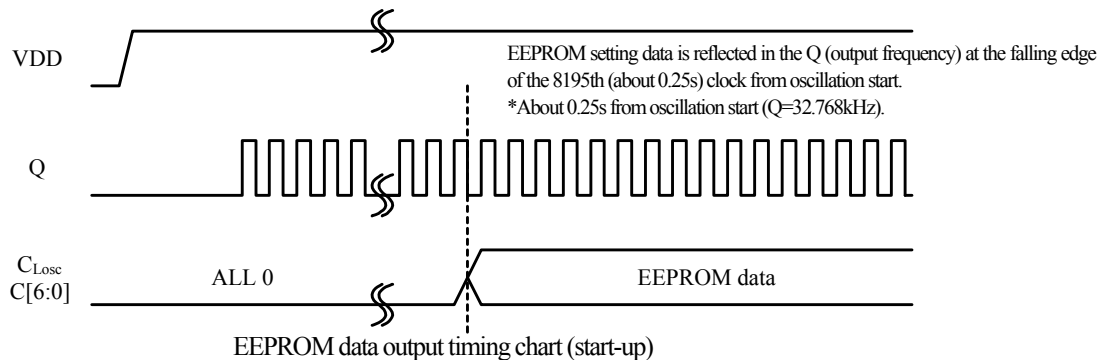 VDD
EEPROM setting data is reflected in the Q (output frequency) at the falling edge
of the 8195th (about 0.25s) clock from oscillation start.
*About 0.25s from oscillation start (Q=32.768kHz).
Q
CLosc
C[6:0]
ALL 0
EEPROM data
EEPROM data output timing chart (start-up)